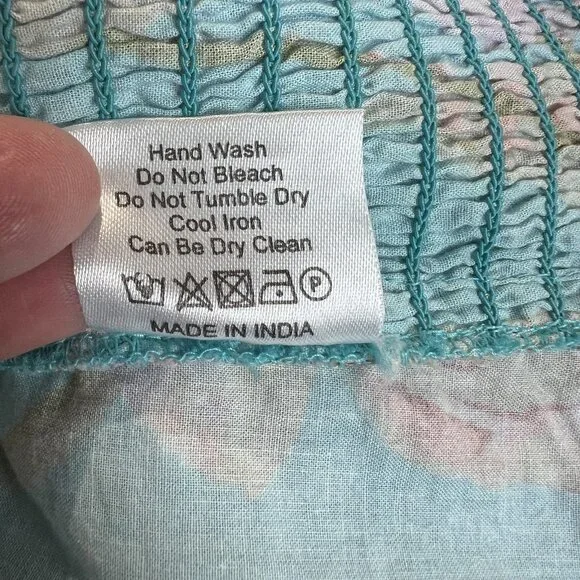 Hand Wash
Do Not Bleach
Do Not Tumble Dry
Cool Iron
Can Be Dry Clean
P
MADE IN INDIA